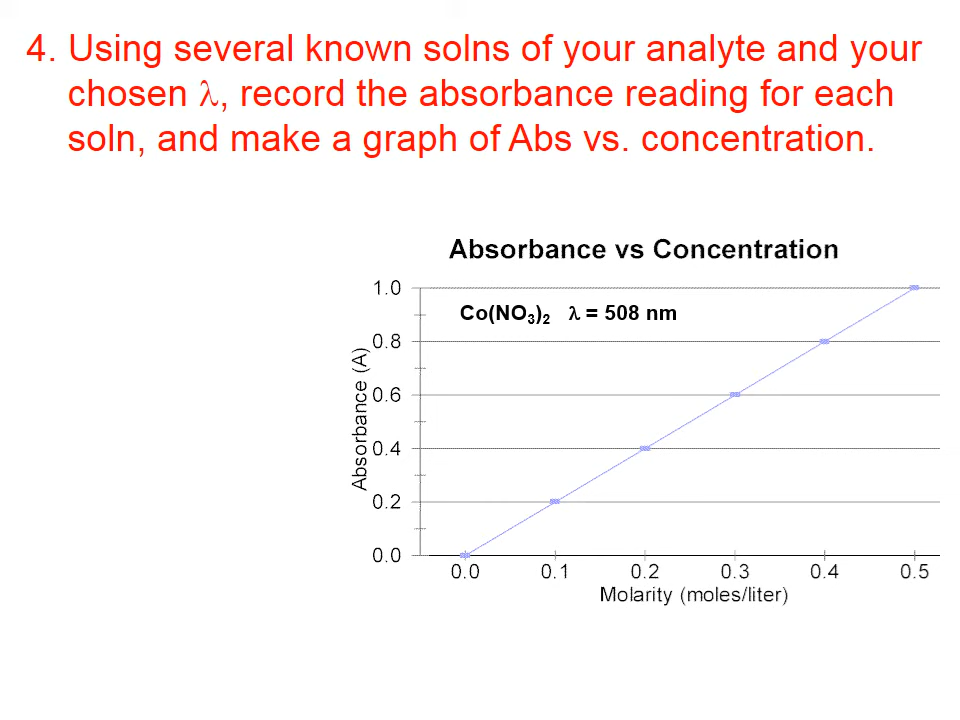 4. Using several known solns of your analyte and your
chosen λ, record the absorbance reading for each
soln, and make a graph of Abs vs. concentration.
Absorbance vs Concentration
Co(NO₃)₂ λ = 508 nm
Absorbance (A)
1.0
0.8
0.6
0.4
0.2
0.0
0.0 0.1 0.2 0.3 0.4 0.5
Molarity (moles/liter)